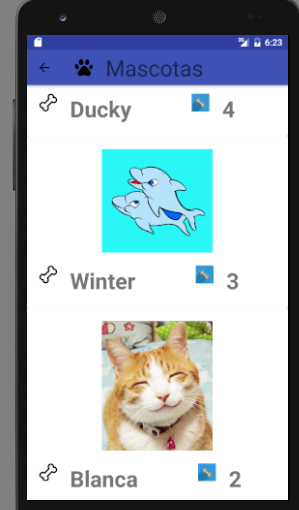 6:23
Mascotas
Ducky 4
Winter 3
Blanca 2